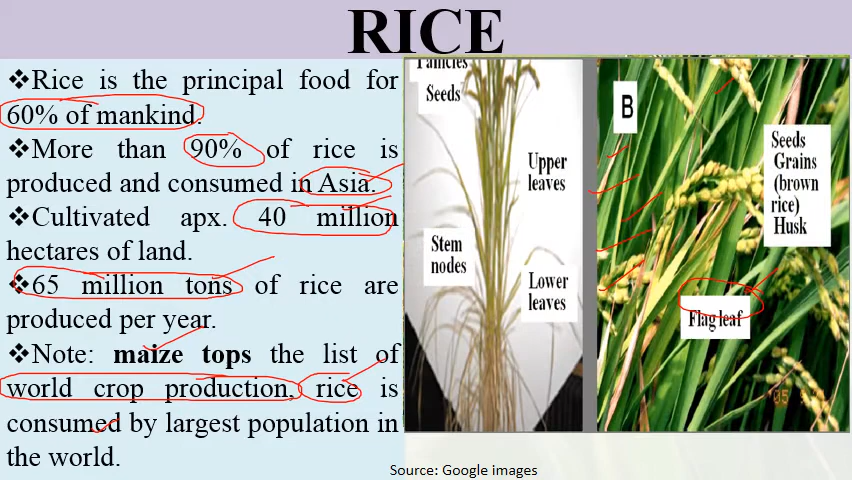 RICE
❖Rice is the principal food for
60% of mankind.
❖More than 90% of rice is
produced and consumed in Asia.
❖Cultivated apx. 40 million
hectares of land.
❖65 million tons of rice are
produced per year.
❖Note: maize tops the list of
world crop production, rice is
consumed by largest population in
the world.
Panicles
Seeds
Upper
leaves
Stem
nodes
Lower
leaves
B
Seeds
Grains
(brown
rice)
Husk
Flag leaf
Source: Google images